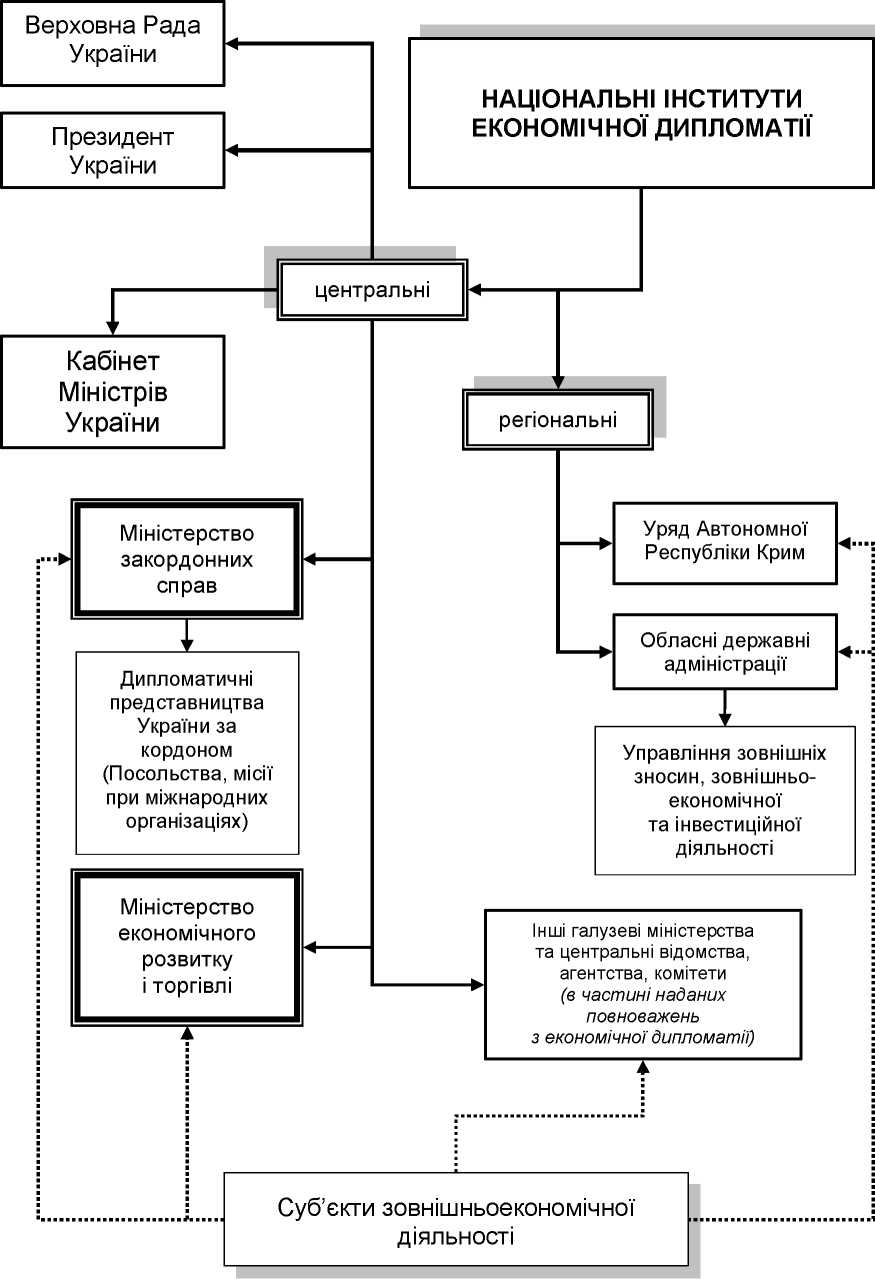 Верховна Рада
України
НАЦІОНАЛЬНІ ІНСТИТУТИ
ЕКОНОМІЧНОЇ ДИПЛОМАТІЇ
Президент
України
центральні
Кабінет
Міністрів
України
регіональні
Міністерство
закордонних
справ
Уряд Автономної
Республіки Крим
Обласні державні
адміністрації
Дипломатичні
представництва
України за
кордоном
(Посольства, місії
при міжнародних
організаціях)
Управління зовнішніх
зносин, зовнішньо-
економічної
та інвестиційної
діяльності
Міністерство
економічного
розвитку
і торгівлі
Інші галузеві міністерства
та центральні відомства,
агентства, комітети
(в частині наданих
повноважень
з економічної дипломатії)
Суб’єкти зовнішньоекономічної
діяльності